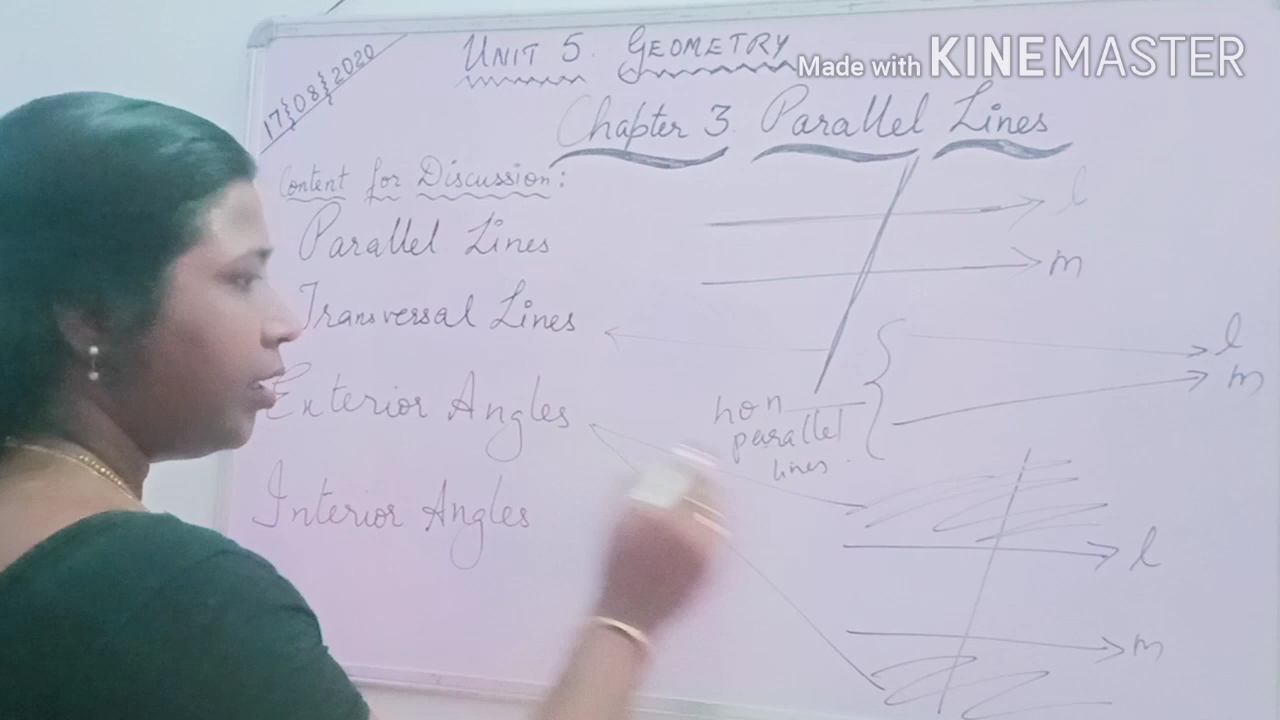 17/08/2020
UNIT 5. GEOMETRY
Made with KINEMASTER
Chapter 3. Parallel Lines
Content for Discussion:
Parallel Lines
Transversal Lines
Exterior Angles
Interior Angles
l
m
l
m
non
parallel
lines.
l
m